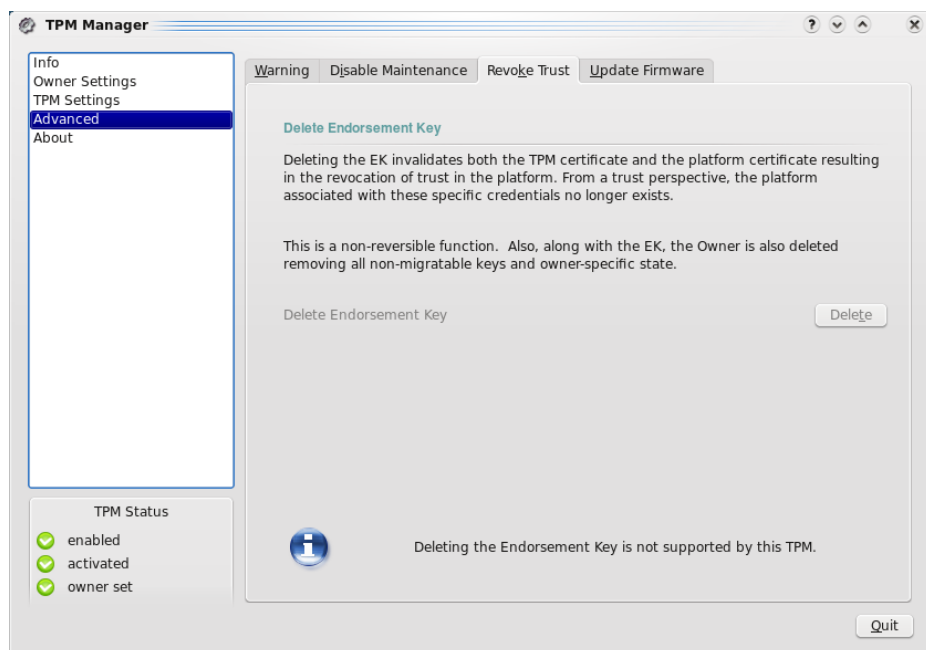 TPM Manager
Info
Owner Settings
TPM Settings
Advanced
About
Warning Disable Maintenance Revoke Trust Update Firmware
Delete Endorsement Key
Deleting the EK invalidates both the TPM certificate and the platform certificate resulting
in the revocation of trust in the platform. From a trust perspective, the platform
associated with these specific credentials no longer exists.
This is a non-reversible function. Also, along with the EK, the Owner is also deleted
removing all non-migratable keys and owner-specific state.
Delete Endorsement Key Delete
Deleting the Endorsement Key is not supported by this TPM.
TPM Status
enabled
activated
owner set
Quit